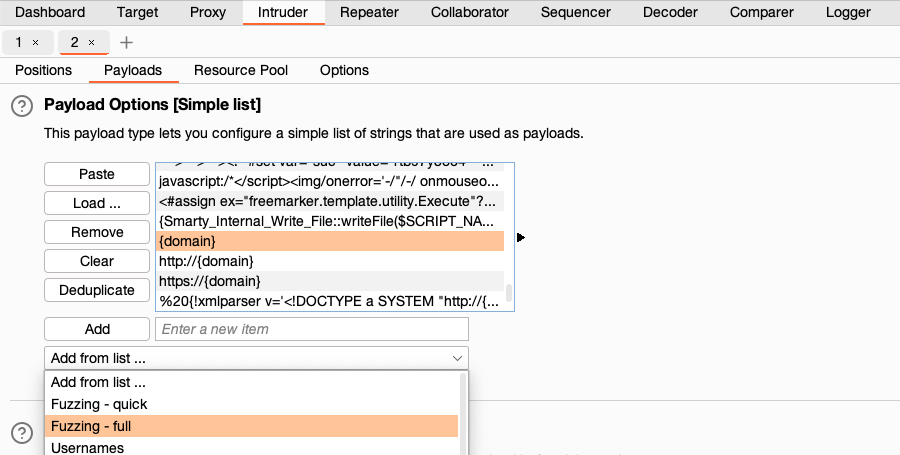 Dashboard Target Proxy Intruder Repeater Collaborator Sequencer Decoder Comparer Logger
1 × 2 × +
Positions Payloads Resource Pool Options
? Payload Options [Simple list]
This payload type lets you configure a simple list of strings that are used as payloads.
Paste
Load ...
Remove
Clear
Deduplicate
javascript:/*</script><img/onerror='-/"/-/ onmouseo...
<#assign ex="freemarker.template.utility.Execute"?...
{Smarty_Internal_Write_File::writeFile($SCRIPT_NA...
{domain}
http://{domain}
https://{domain}
%20{!xmlparser v='<!DOCTYPE a SYSTEM "http://{...
Add Enter a new item
Add from list ...
Add from list ...
Fuzzing - quick
Fuzzing - full
? Usernames